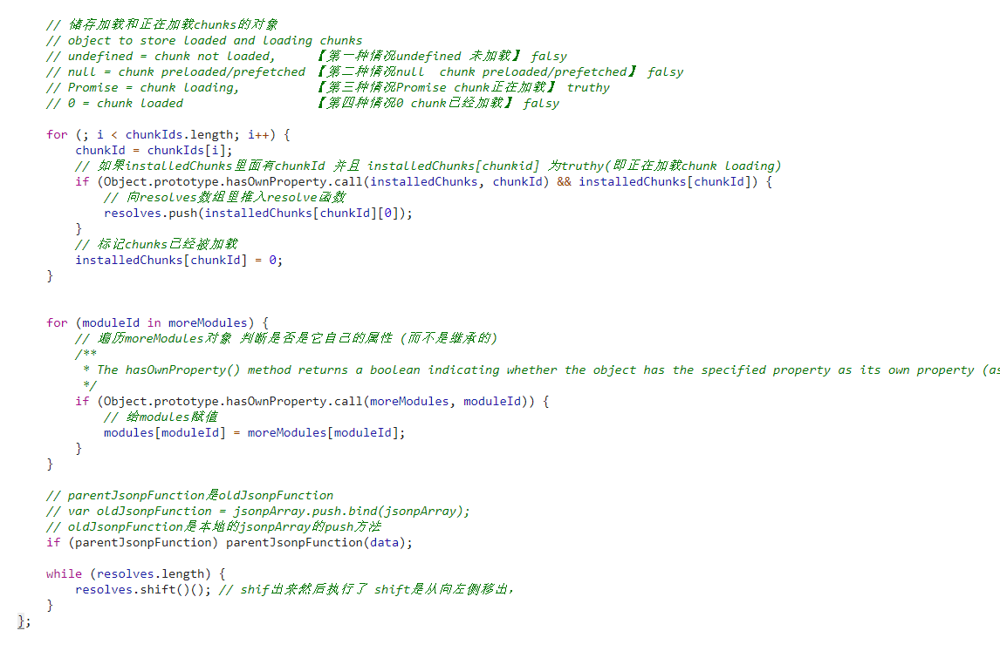 // 储存加载和正在加载chunks的对象
// object to store loaded and loading chunks
// undefined = chunk not loaded,      【第一种情况undefined 未加载】 falsy
// null = chunk preloaded/prefetched 【第二种情况null  chunk preloaded/prefetched】 falsy
// Promise = chunk loading,           【第三种情况Promise chunk正在加载】 truthy
// 0 = chunk loaded                   【第四种情况0 chunk已经加载】 falsy
for (; i < chunkIds.length; i++) {
    chunkId = chunkIds[i];
    // 如果installedChunks里面有chunkId 并且 installedChunks[chunkid] 为truthy(即正在加载chunk loading)
    if (Object.prototype.hasOwnProperty.call(installedChunks, chunkId) && installedChunks[chunkId]) {
        // 向resolves数组里推入resolve函数
        resolves.push(installedChunks[chunkId][0]);
    }
    // 标记chunks已经被加载
    installedChunks[chunkId] = 0;
}
for (moduleId in moreModules) {
    // 遍历moreModules对象 判断是否是它自己的属性 (而不是继承的)
    /**
     * The hasOwnProperty() method returns a boolean indicating whether the object has the specified property as its own property (as
     */
    if (Object.prototype.hasOwnProperty.call(moreModules, moduleId)) {
        // 给modules赋值
        modules[moduleId] = moreModules[moduleId];
    }
}
// parentJsonpFunction是oldJsonpFunction
// var oldJsonpFunction = jsonpArray.push.bind(jsonpArray);
// oldJsonpFunction是本地的jsonpArray的push方法
if (parentJsonpFunction) parentJsonpFunction(data);
while (resolves.length) {
    resolves.shift()(); // shif出来然后执行了 shift是从向左侧移出，
}
};